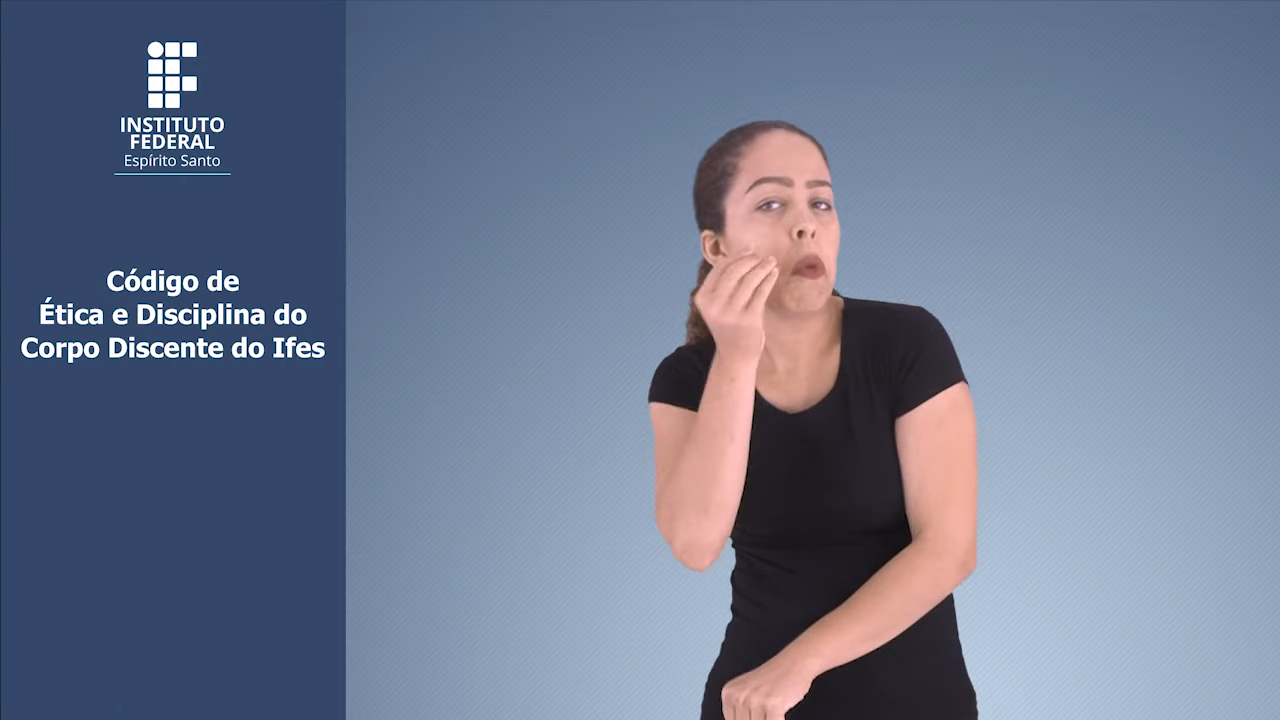 INSTITUTO
FEDERAL
Espírito Santo
Código de
Ética e Disciplina do
Corpo Discente do Ifes